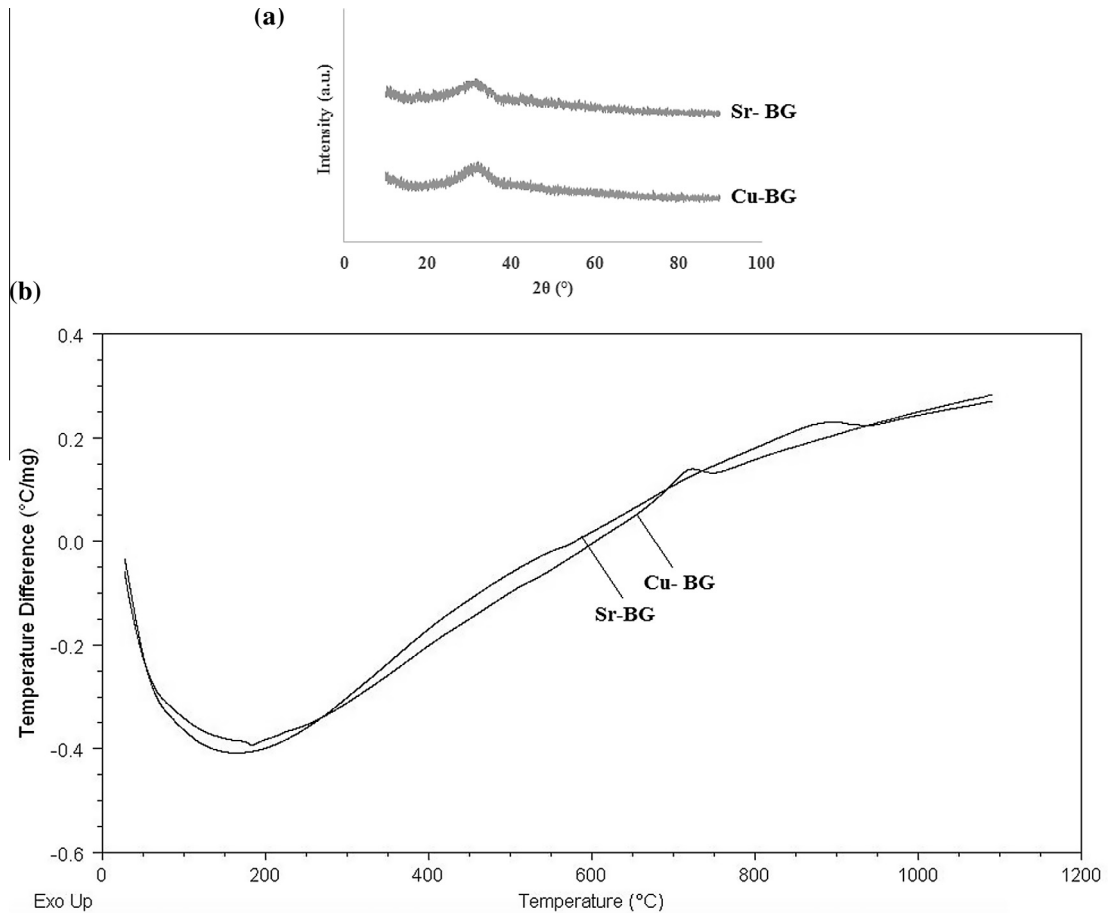 (a)
Intensity (a.u.)
Sr- BG
Cu-BG
0 20 40 60 80 100
2θ (°)
(b)
Temperature Difference (°C/mg)
0.4
0.2
0.0
-0.2
-0.4
-0.6
Cu- BG
Sr-BG
0 200 400 600 800 1000 1200
Exo Up Temperature (°C)